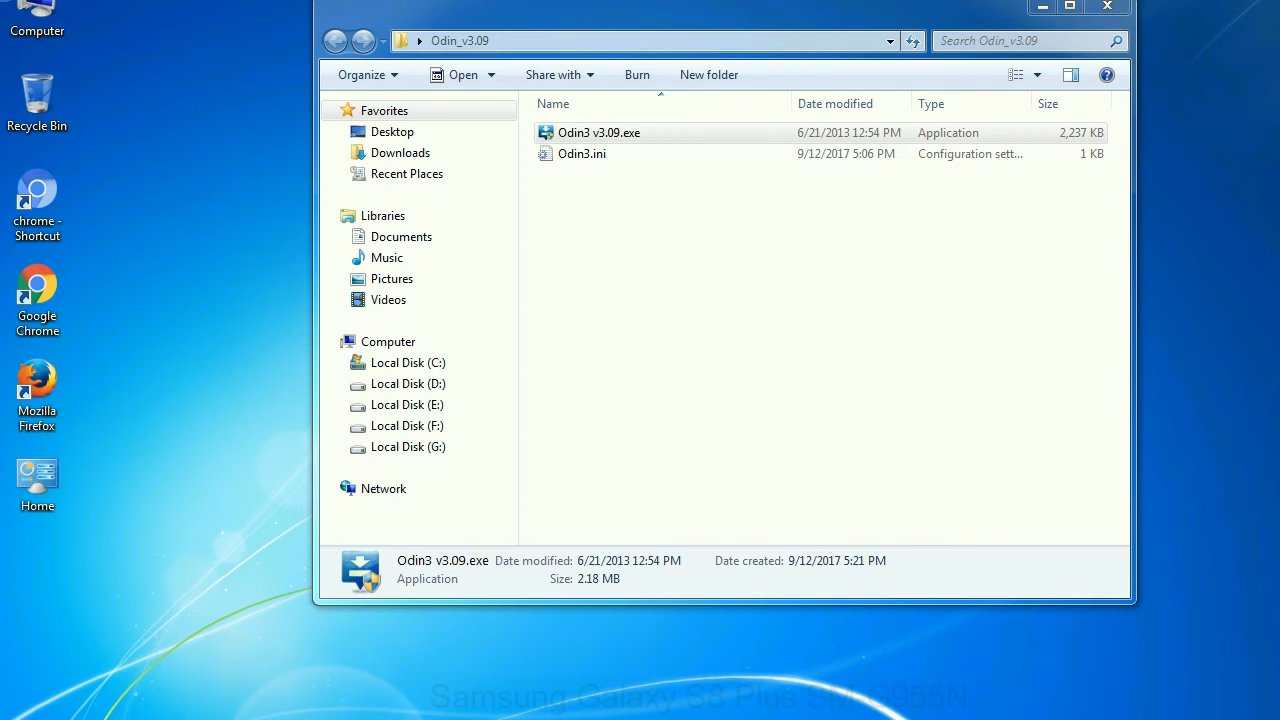 Computer
Recycle Bin
chrome -
Shortcut
Google
Chrome
Mozilla
Firefox
Home
Odin_v3.09
Search Odin_v3.09
Organize
Open
Share with
Burn
New folder
Favorites
Desktop
Downloads
Recent Places
Libraries
Documents
Music
Pictures
Videos
Computer
Local Disk (C:)
Local Disk (D:)
Local Disk (E:)
Local Disk (F:)
Local Disk (G:)
Network
Name Date modified Type Size
Odin3 v3.09.exe 6/21/2013 12:54 PM Application 2,237 KB
Odin3.ini 9/12/2017 5:06 PM Configuration sett... 1 KB
Odin3 v3.09.exe Date modified: 6/21/2013 12:54 PM Date created: 9/12/2017 5:21 PM
Application Size: 2.18 MB
Samsung Galaxy S8 Plus SM-G955N